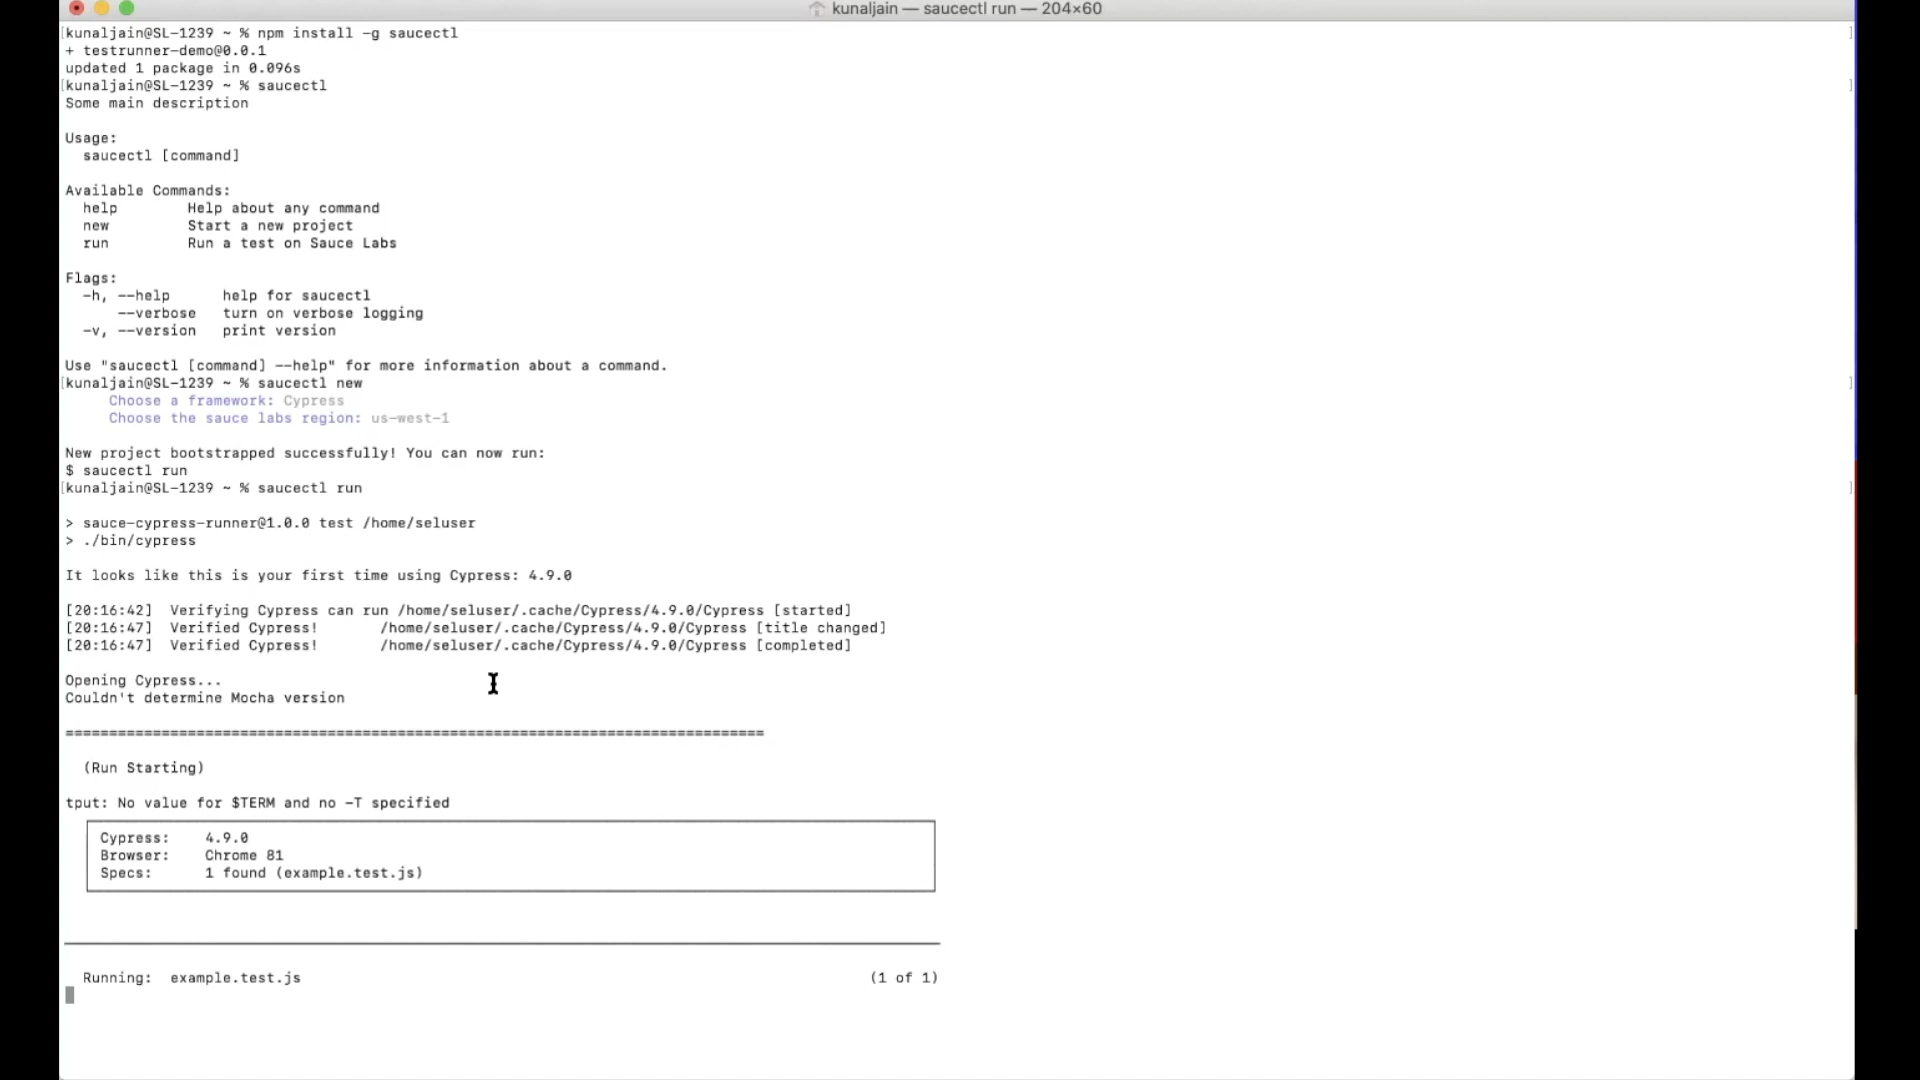 kunaljain — saucectl run — 204×60
[kunaljain@SL-1239 ~ % npm install -g saucectl ]
+ testrunner-demo@0.0.1
updated 1 package in 0.096s
[kunaljain@SL-1239 ~ % saucectl ]
Some main description
Usage:
saucectl [command]
Available Commands:
help Help about any command
new Start a new project
run Run a test on Sauce Labs
Flags:
-h, --help help for saucectl
--verbose turn on verbose logging
-v, --version print version
Use "saucectl [command] --help" for more information about a command.
[kunaljain@SL-1239 ~ % saucectl new ]
Choose a framework: Cypress
Choose the sauce labs region: us-west-1
New project bootstrapped successfully! You can now run:
$ saucectl run
[kunaljain@SL-1239 ~ % saucectl run ]
> sauce-cypress-runner@1.0.0 test /home/seluser
> ./bin/cypress
It looks like this is your first time using Cypress: 4.9.0
[20:16:42] Verifying Cypress can run /home/seluser/.cache/Cypress/4.9.0/Cypress [started]
[20:16:47] Verified Cypress! /home/seluser/.cache/Cypress/4.9.0/Cypress [title changed]
[20:16:47] Verified Cypress! /home/seluser/.cache/Cypress/4.9.0/Cypress [completed]
Opening Cypress...
Couldn't determine Mocha version
================================================================================
(Run Starting)
tput: No value for $TERM and no -T specified
Cypress: 4.9.0
Browser: Chrome 81
Specs: 1 found (example.test.js)
Running: example.test.js (1 of 1)